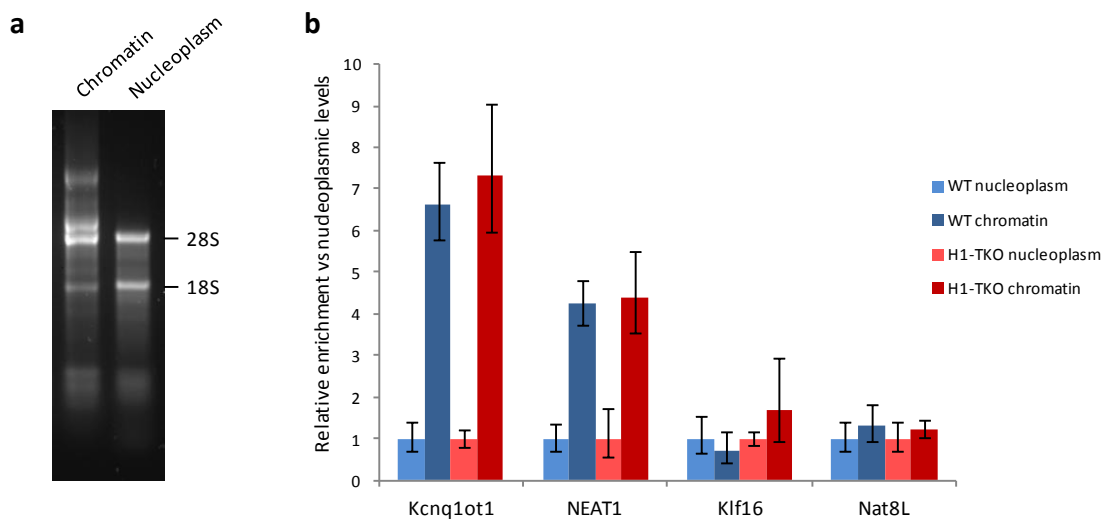 a
Chromatin
Nucleoplasm
28S
18S
b
Relative enrichment vs nucleoplasmic levels
10
9
8
7
6
5
4
3
2
1
0
Kcnq1ot1
NEAT1
Klf16
Nat8L
WT nucleoplasm
WT chromatin
H1-TKO nucleoplasm
H1-TKO chromatin